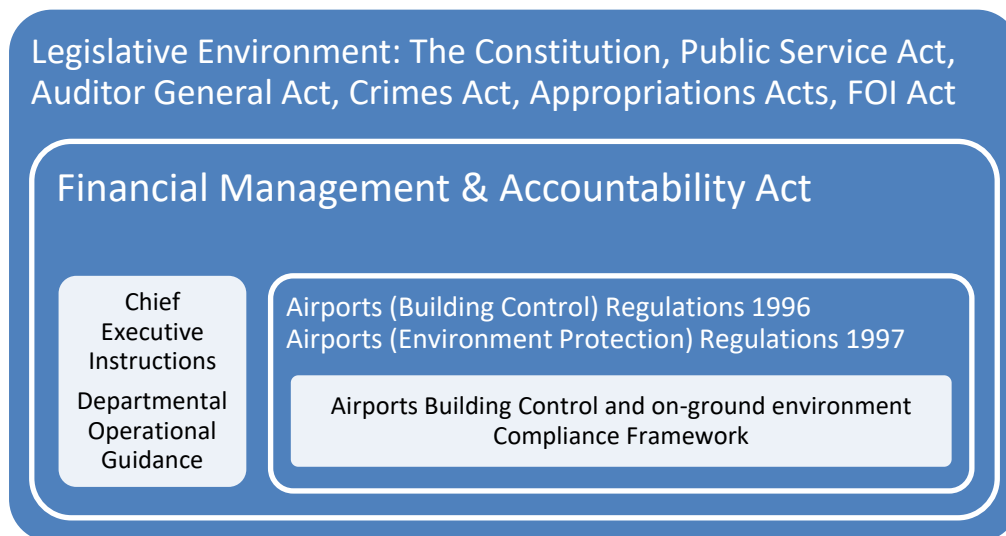 Legislative Environment: The Constitution, Public Service Act,
Auditor General Act, Crimes Act, Appropriations Acts, FOI Act
Financial Management & Accountability Act
Chief
Executive
Instructions
Departmental
Operational
Guidance
Airports (Building Control) Regulations 1996
Airports (Environment Protection) Regulations 1997
Airports Building Control and on-ground environment
Compliance Framework